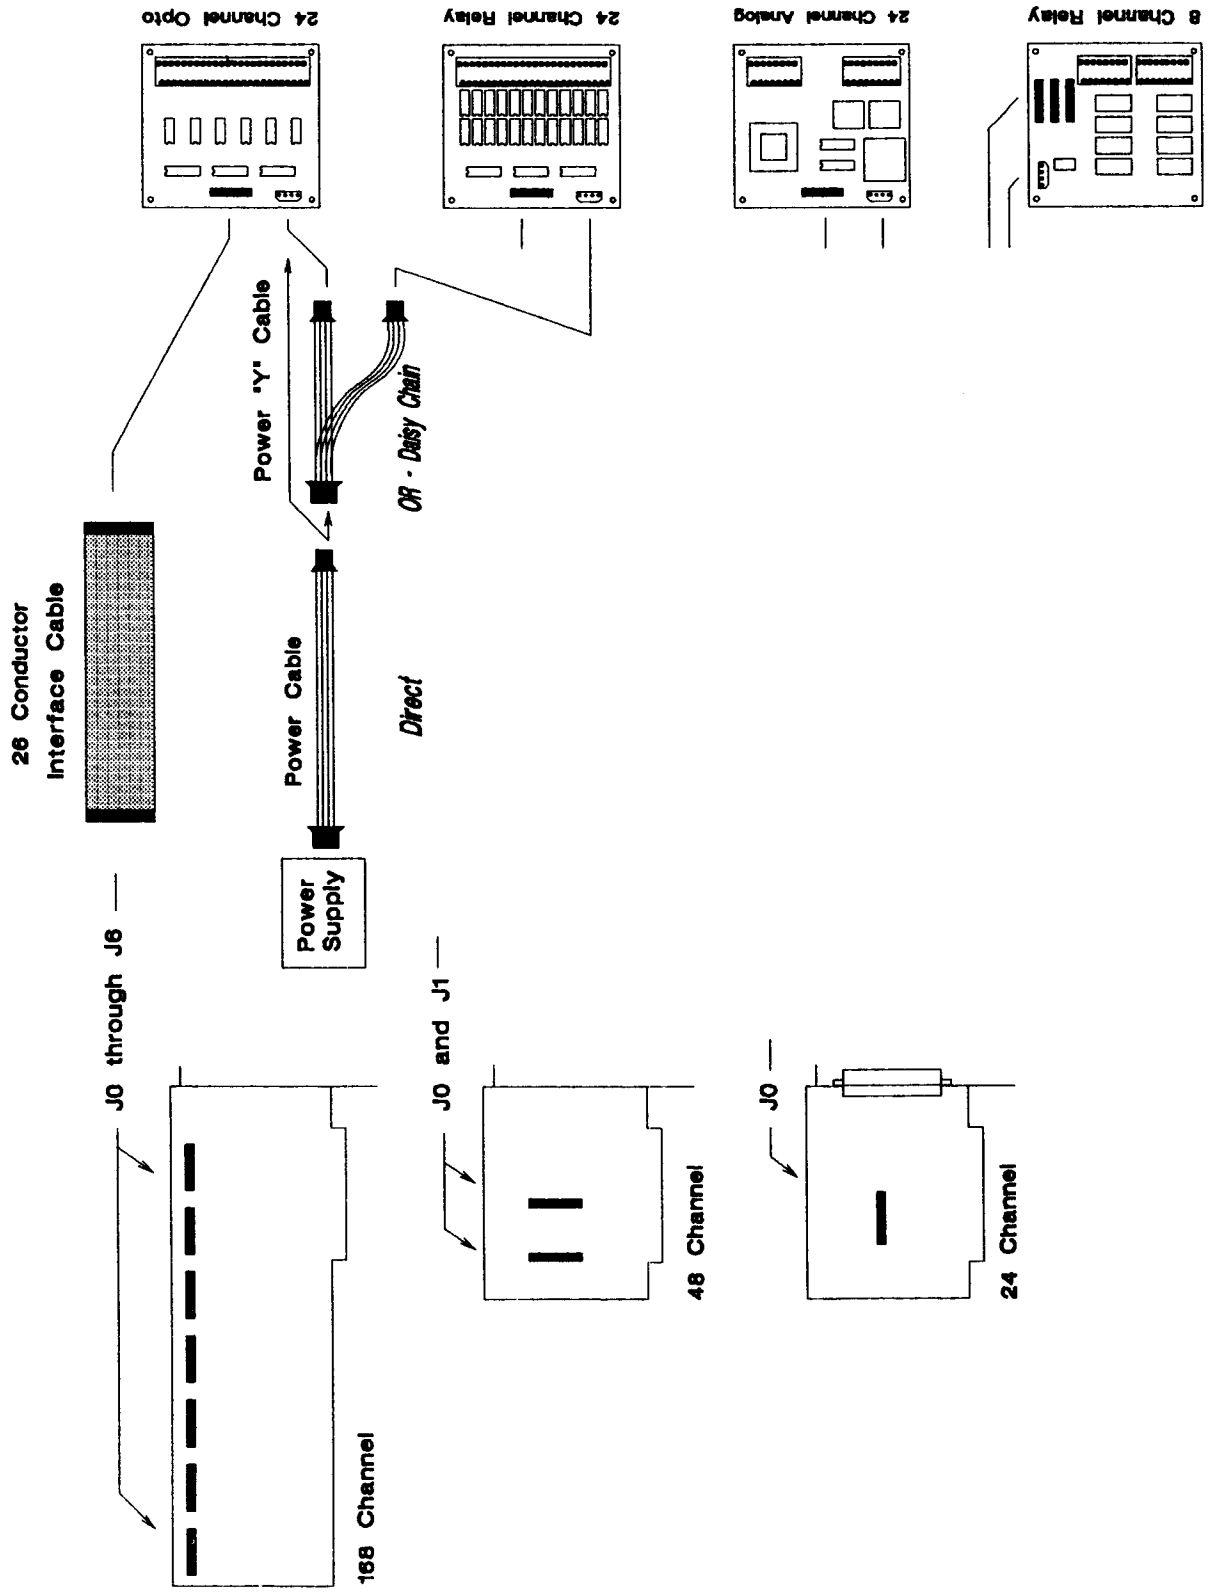 24 Channel Opto
24 Channel Relay
24 Channel Analog
8 Channel Relay
26 Conductor
Interface Cable
Power "Y" Cable
OR - Daisy Chain
Power Cable
Direct
Power
Supply
J0 through J6
J0 and J1
J0
168 Channel
48 Channel
24 Channel